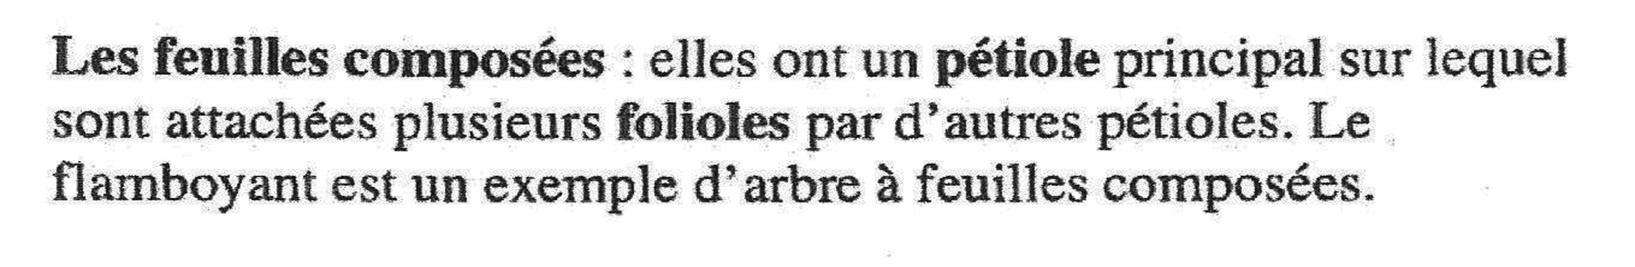 Les feuilles composées : elles ont un pétiole principal sur lequel
sont attachées plusieurs folioles par d'autres pétioles. Le
flamboyant est un exemple d'arbre à feuilles composées.